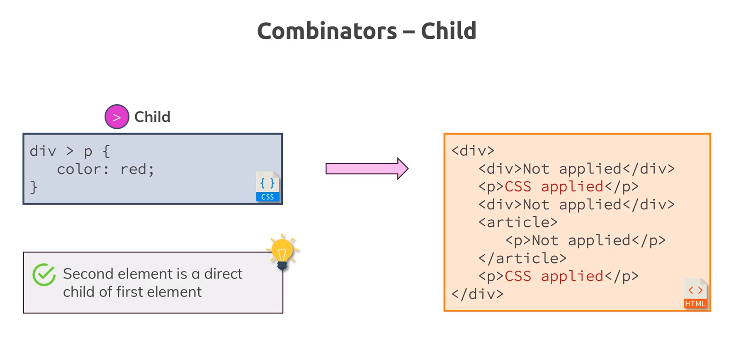 Combinators – Child
> Child
div > p {
color: red;
}
{ }
CSS
Second element is a direct
child of first element
<div>
<div>Not applied</div>
<p>CSS applied</p>
<div>Not applied</div>
<article>
<p>Not applied</p>
</article>
<p>CSS applied</p>
</div>
< >
HTML